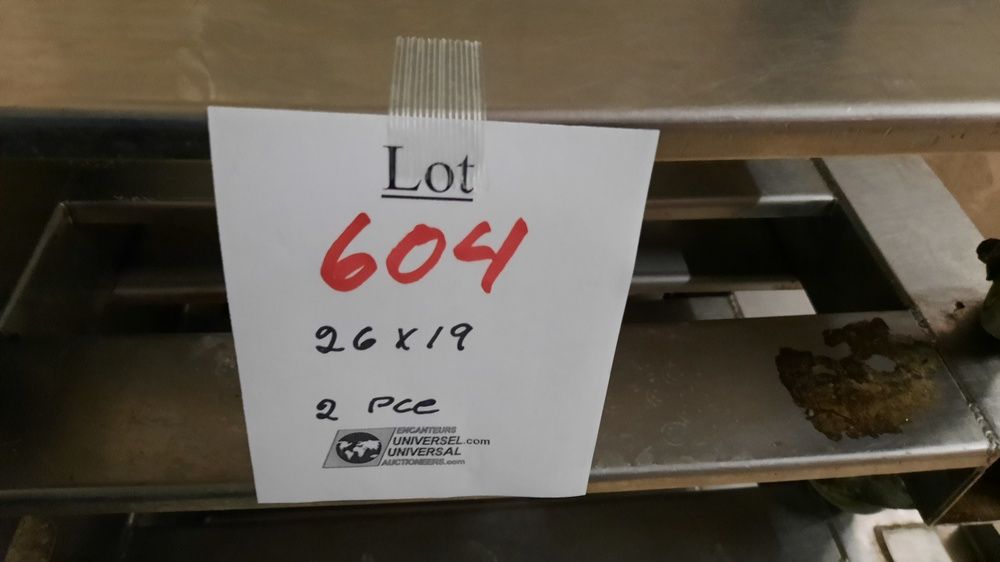 Lot
604
26 x 19
2 Pce
ENCANTEURS
UNIVERSEL.com
UNIVERSAL
AUCTIONEERS.com